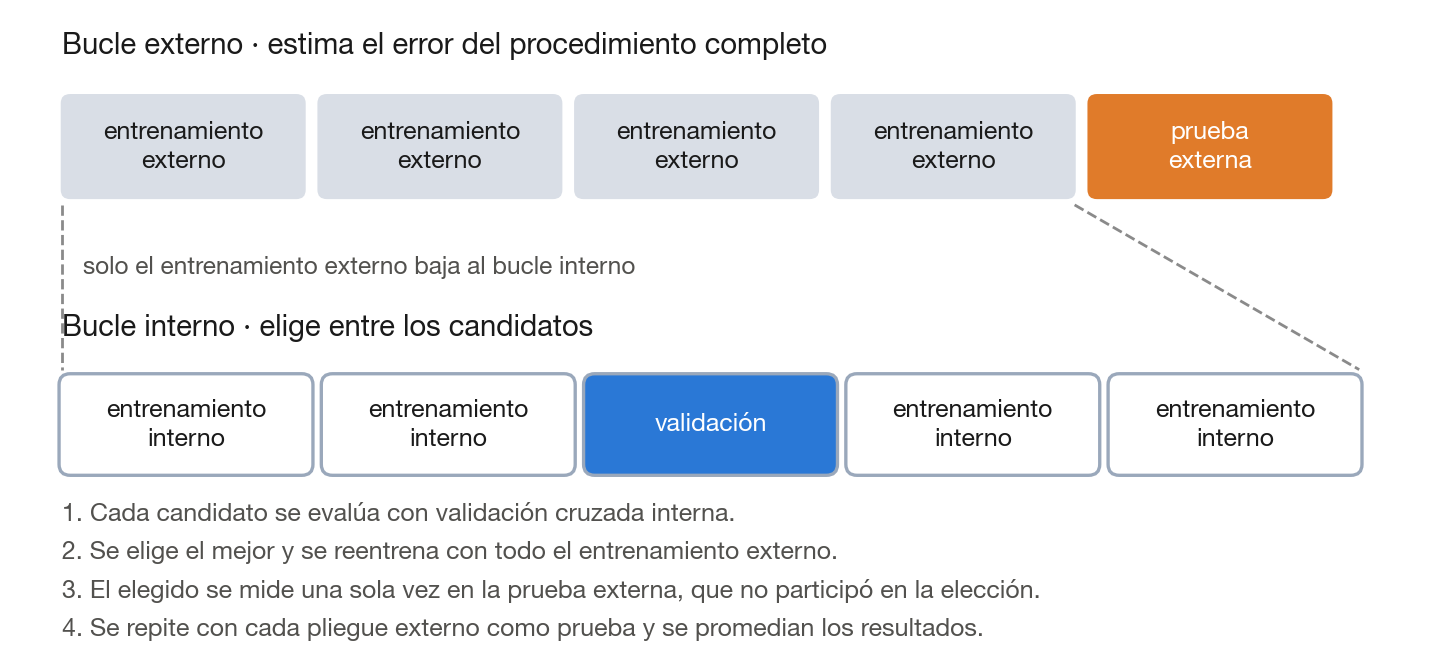 Bucle externo · estima el error del procedimiento completo
entrenamiento
externo
entrenamiento
externo
entrenamiento
externo
entrenamiento
externo
prueba
externa
solo el entrenamiento externo baja al bucle interno
Bucle interno · elige entre los candidatos
entrenamiento
interno
entrenamiento
interno
validación
entrenamiento
interno
entrenamiento
interno
1. Cada candidato se evalúa con validación cruzada interna.
2. Se elige el mejor y se reentrena con todo el entrenamiento externo.
3. El elegido se mide una sola vez en la prueba externa, que no participó en la elección.
4. Se repite con cada pliegue externo como prueba y se promedian los resultados.